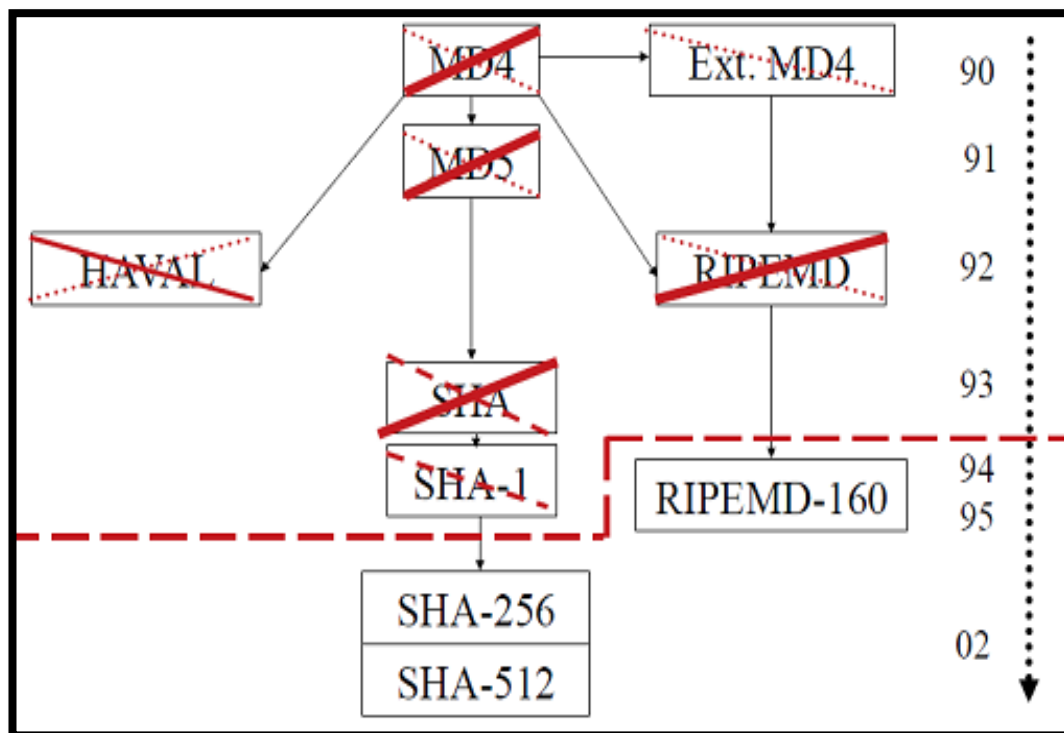 MD4
Ext. MD4
90
MD5
91
HAVAL
RIPEMD
92
SHA
93
SHA-1
RIPEMD-160
94
95
SHA-256
SHA-512
02